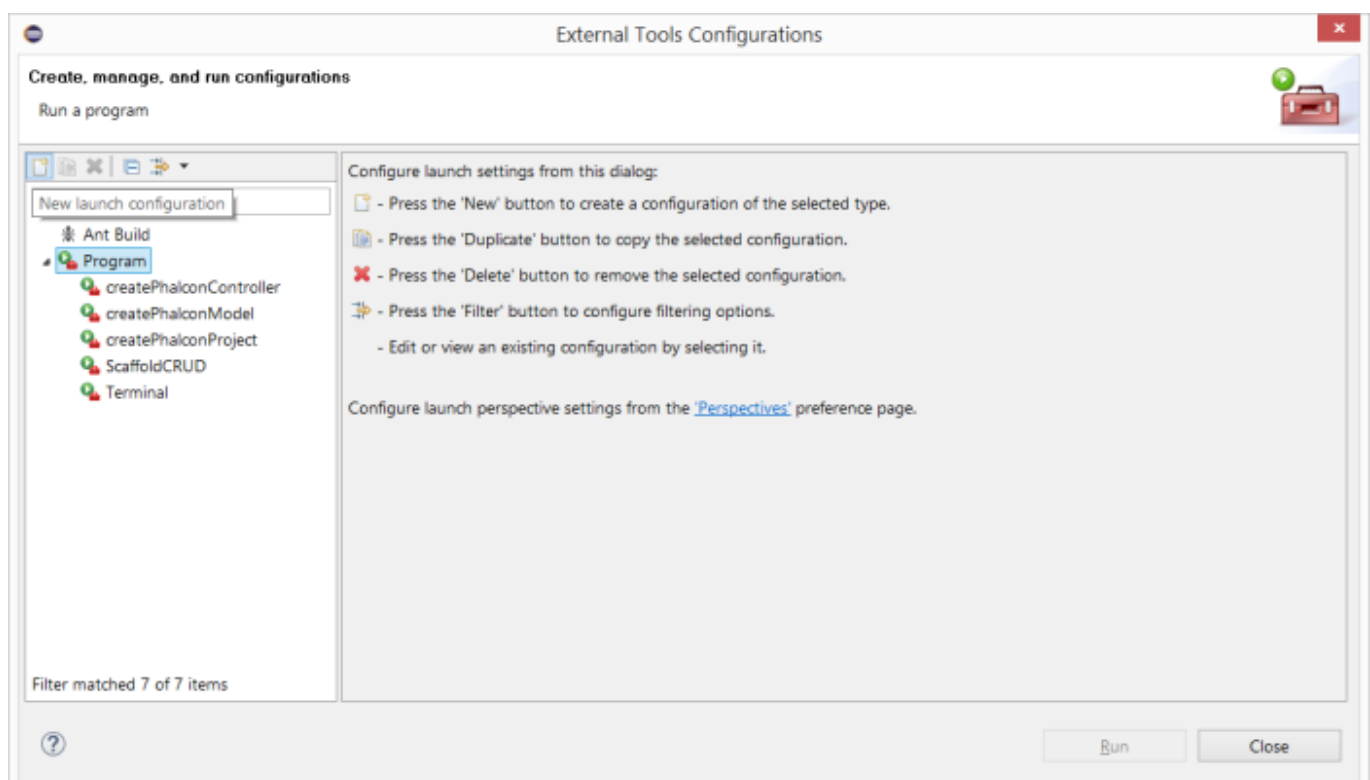 External Tools Configurations
Create, manage, and run configurations
Run a program
New launch configuration
Ant Build
Program
createPhalconController
createPhalconModel
createPhalconProject
ScaffoldCRUD
Terminal
Filter matched 7 of 7 items
Configure launch settings from this dialog:
- Press the 'New' button to create a configuration of the selected type.
- Press the 'Duplicate' button to copy the selected configuration.
- Press the 'Delete' button to remove the selected configuration.
- Press the 'Filter' button to configure filtering options.
- Edit or view an existing configuration by selecting it.
Configure launch perspective settings from the 'Perspectives' preference page.
Run
Close